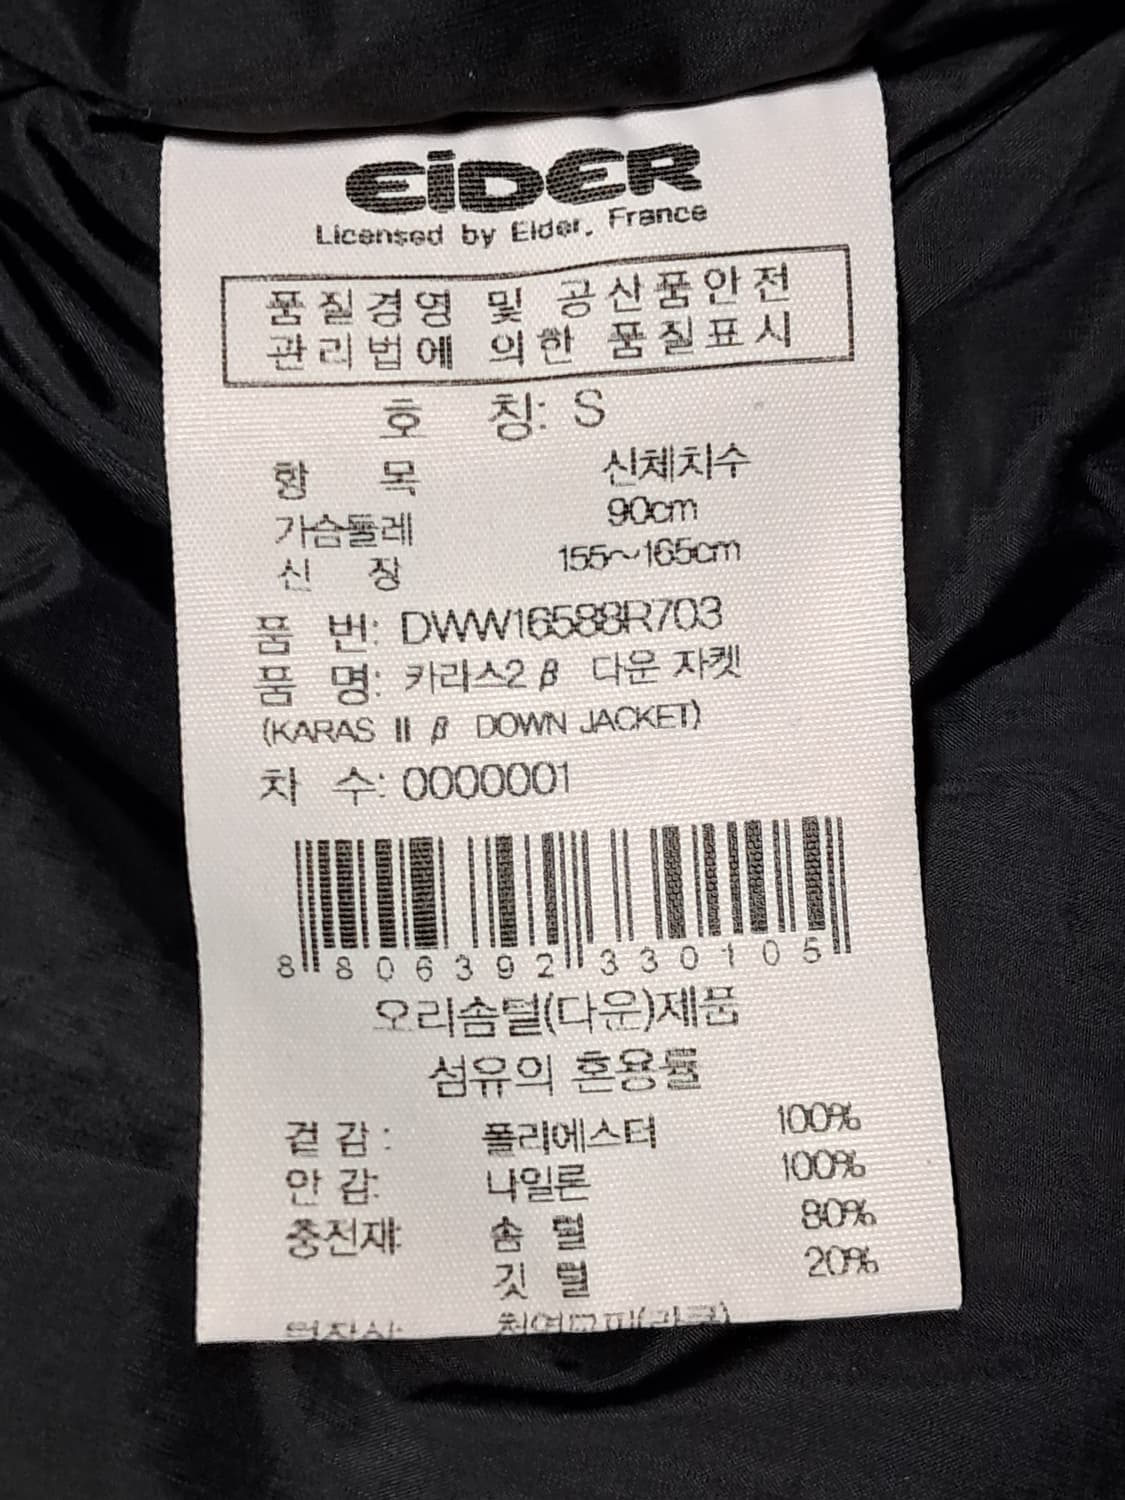 EiDER
Licensed by Eider, France
품질경영 및 공산품안전
관리법에 의한 품질표시
호 칭: S
항 목 신체치수
가슴둘레 90cm
신 장 155~165cm
품 번: DWW16588R703
품 명: 카라스2 β 다운 자켓
(KARAS II β DOWN JACKET)
차 수: 0000001
8 806392 330105
오리솜털(다운)제품
섬유의 혼용률
겉 감 : 폴리에스터 100%
안 감: 나일론 100%
충전재: 솜 털 80%
깃 털 20%